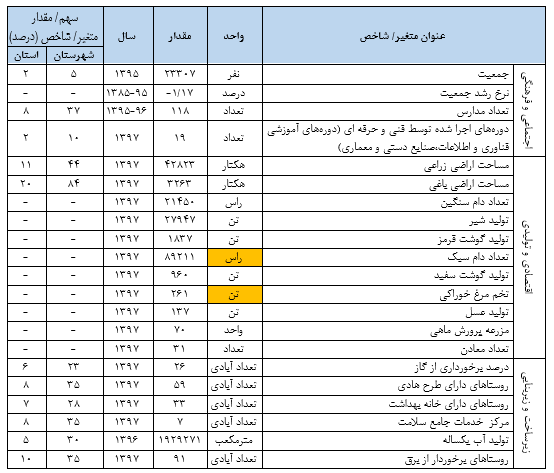 عنوان متغیر/ شاخص واحد مقدار سال سهم/ مقدار متغیر/ شاخص (درصد)
شهرستان استان
اجتماعی و فرهنگی
جمعیت نفر ۲۳۳۰۷ ۱۳۹۵ ۵ ۲
نرخ رشد جمعیت درصد -۱/۱۷ ۱۳۸۵-۹۵ - -
تعداد مدارس تعداد ۱۱۸ ۱۳۹۵-۹۶ ۳۷ ۸
دوره‌های اجرا شده توسط فنی و حرفه ای (دوره‌های آموزشی
فناوری و اطلاعات،صنایع دستی و معماری) تعداد ۱۹ ۱۳۹۷ ۱۰ ۲
اقتصادی و تولیدی
مساحت اراضی زراعی هکتار ۴۲۸۲۳ ۱۳۹۷ ۴۴ ۱۱
مساحت اراضی باغی هکتار ۳۲۶۳ ۱۳۹۷ ۸۴ ۲۰
تعداد دام سنگین راس ۲۱۴۵۰ ۱۳۹۷ - -
تولید شیر تن ۲۷۹۴۷ ۱۳۹۷ - -
تولید گوشت قرمز تن ۱۸۳۷ ۱۳۹۷ - -
تعداد دام سبک راس ۸۹۲۱۱ ۱۳۹۷ - -
تولید گوشت سفید تن ۹۶۰ ۱۳۹۷ - -
تخم مرغ خوراکی تن ۲۶۱ ۱۳۹۷ - -
تولید عسل تن ۱۳۷ ۱۳۹۷ - -
مزرعه پرورش ماهی واحد ۷۰ ۱۳۹۷ - -
تعداد معادن تعداد ۳۱ ۱۳۹۷ - -
زیرساخت و زیربنایی
درصد برخورداری از گاز تعداد آبادی ۲۶ ۱۳۹۷ ۲۳ ۶
روستاهای دارای طرح هادی تعداد آبادی ۵۹ ۱۳۹۷ ۳۵ ۸
روستاهای دارای خانه بهداشت تعداد آبادی ۳۳ ۱۳۹۷ ۲۸ ۷
مرکز خدمات جامع سلامت تعداد آبادی ۷ ۱۳۹۷ ۳۵ ۸
تولید آب یکساله مترمکعب ۱۹۲۹۲۷۱ ۱۳۹۶ ۳۰ ۵
روستاهای برخوردار از برق تعداد آبادی ۹۱ ۱۳۹۷ ۳۵ ۱۰